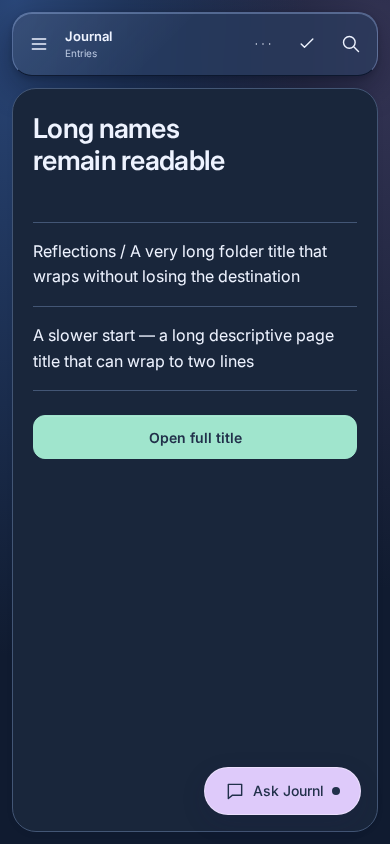 Journal
Entries
...
Long names
remain readable
Reflections / A very long folder title that
wraps without losing the destination
A slower start — a long descriptive page
title that can wrap to two lines
Open full title
Ask Journl